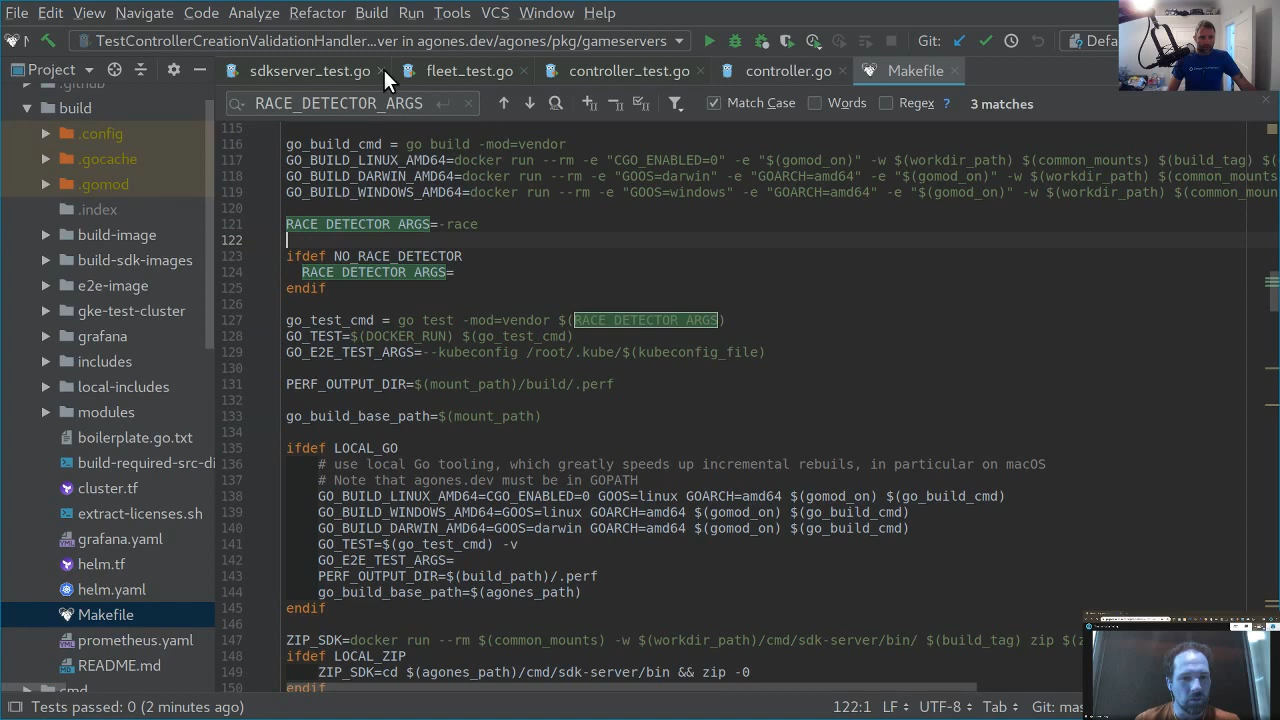 File Edit View Navigate Code Analyze Refactor Build Run Tools VCS Window Help
TestControllerCreationValidationHandler...ver in agones.dev/agones/pkg/gameservers
Git:
Defa
Project
sdkserver_test.go
fleet_test.go
controller_test.go
controller.go
Makefile
RACE_DETECTOR_ARGS
Match Case
Words
Regex
?
3 matches
build
.config
.gocache
.gomod
.index
build-image
build-sdk-images
e2e-image
gke-test-cluster
grafana
includes
local-includes
modules
boilerplate.go.txt
build-required-src-di
cluster.tf
extract-licenses.sh
grafana.yaml
helm.tf
helm.yaml
Makefile
prometheus.yaml
README.md
cmd
115
116 go_build_cmd = go build -mod=vendor
117 GO_BUILD_LINUX_AMD64=docker run --rm -e "CGO_ENABLED=0" -e "$(gomod_on)" -w $(workdir_path) $(common_mounts) $(build_tag) $
118 GO_BUILD_DARWIN_AMD64=docker run --rm -e "GOOS=darwin" -e "GOARCH=amd64" -e "$(gomod_on)" -w $(workdir_path) $(common_mounts
119 GO_BUILD_WINDOWS_AMD64=docker run --rm -e "GOOS=windows" -e "GOARCH=amd64" -e "$(gomod_on)" -w $(workdir_path) $(common_moun
120
121 RACE_DETECTOR_ARGS=-race
122
123 ifdef NO_RACE_DETECTOR
124 RACE_DETECTOR_ARGS=
125 endif
126
127 go_test_cmd = go test -mod=vendor $(RACE_DETECTOR_ARGS)
128 GO_TEST=$(DOCKER_RUN) $(go_test_cmd)
129 GO_E2E_TEST_ARGS=--kubeconfig /root/.kube/$(kubeconfig_file)
130
131 PERF_OUTPUT_DIR=$(mount_path)/build/.perf
132
133 go_build_base_path=$(mount_path)
134
135 ifdef LOCAL_GO
136 # use local Go tooling, which greatly speeds up incremental rebuils, in particular on macOS
137 # Note that agones.dev must be in GOPATH
138 GO_BUILD_LINUX_AMD64=CGO_ENABLED=0 GOOS=linux GOARCH=amd64 $(gomod_on) $(go_build_cmd)
139 GO_BUILD_WINDOWS_AMD64=GOOS=linux GOARCH=amd64 $(gomod_on) $(go_build_cmd)
140 GO_BUILD_DARWIN_AMD64=GOOS=darwin GOARCH=amd64 $(gomod_on) $(go_build_cmd)
141 GO_TEST=$(go_test_cmd) -v
142 GO_E2E_TEST_ARGS=
143 PERF_OUTPUT_DIR=$(build_path)/.perf
144 go_build_base_path=$(agones_path)
145 endif
146
147 ZIP_SDK=docker run --rm $(common_mounts) -w $(workdir_path)/cmd/sdk-server/bin/ $(build_tag) zip $(z
148 ifdef LOCAL_ZIP
149 ZIP_SDK=cd $(agones_path)/cmd/sdk-server/bin && zip -0
150 endif
Tests passed: 0 (2 minutes ago)
122:1 LF UTF-8 Tab Git: mas